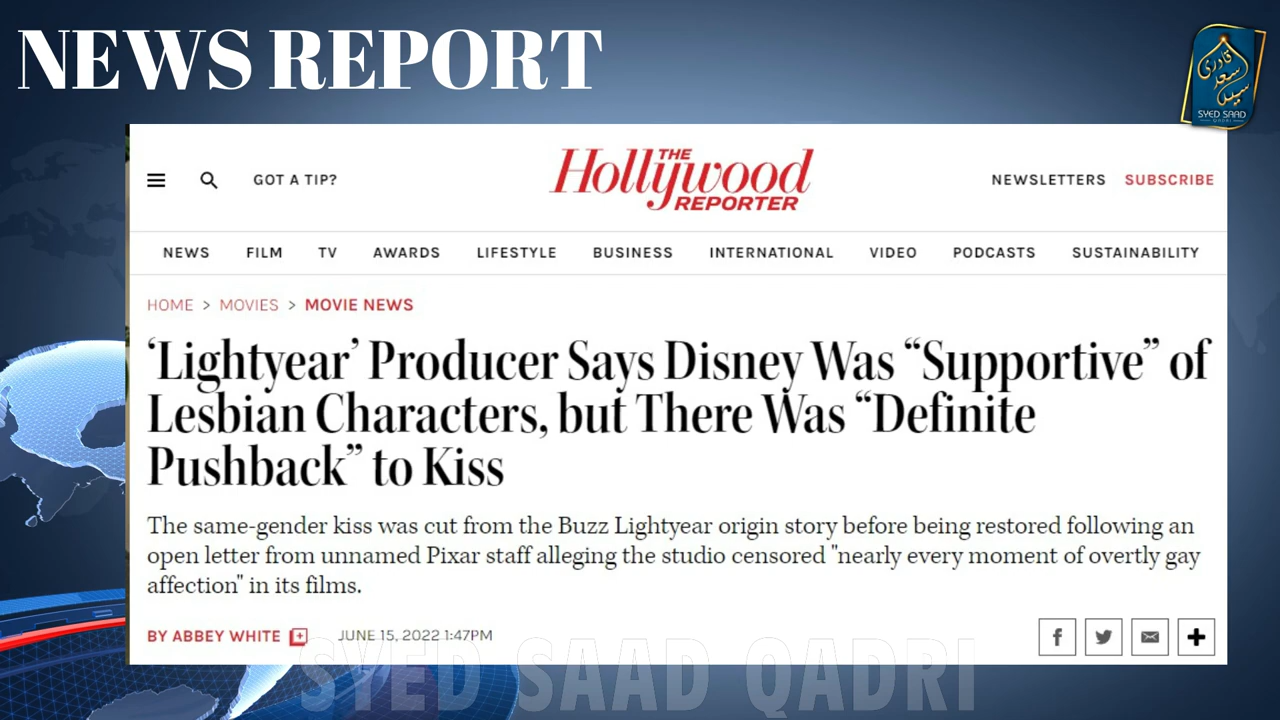 NEWS REPORT
قادری
سعد
سید
SYED SAAD
QADRI
GOT A TIP?
THE
Hollywood
REPORTER
NEWSLETTERS SUBSCRIBE
NEWS FILM TV AWARDS LIFESTYLE BUSINESS INTERNATIONAL VIDEO PODCASTS SUSTAINABILITY
HOME > MOVIES > MOVIE NEWS
‘Lightyear’ Producer Says Disney Was “Supportive” of
Lesbian Characters, but There Was “Definite
Pushback” to Kiss
The same-gender kiss was cut from the Buzz Lightyear origin story before being restored following an
open letter from unnamed Pixar staff alleging the studio censored "nearly every moment of overtly gay
affection" in its films.
BY ABBEY WHITE JUNE 15, 2022 1:47PM
SYED SAAD QADRI